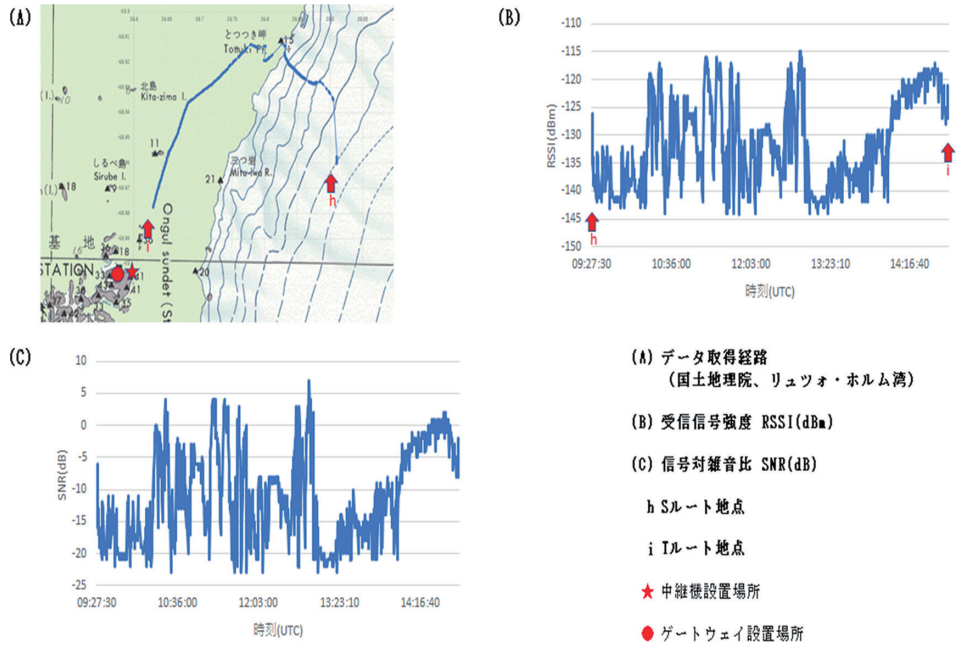 (A)
とつつき岬
Tottuki Pt.
15
北島
Kita-zima I.
11
しるべ島
Sirube I.
18
三つ岩
Mitu-iwa R.
21
h
i
基地
STATION
Ongul sundet (St
20
(B)
RSSI(dBm)
-110
-115
-120
-125
-130
-135
-140
-145
-150
h
i
09:27:30 10:36:00 12:03:00 13:23:10 14:16:40
時刻(UTC)
(C)
SNR(dB)
10
5
0
-5
-10
-15
-20
-25
09:27:30 10:36:00 12:03:00 13:23:10 14:16:40
時刻(UTC)
(A) データ取得経路
(国土地理院、リュツォ・ホルム湾)
(B) 受信信号強度 RSSI(dBm)
(C) 信号対雑音比 SNR(dB)
h Sルート地点
i Tルート地点
★ 中継機設置場所
● ゲートウェイ設置場所